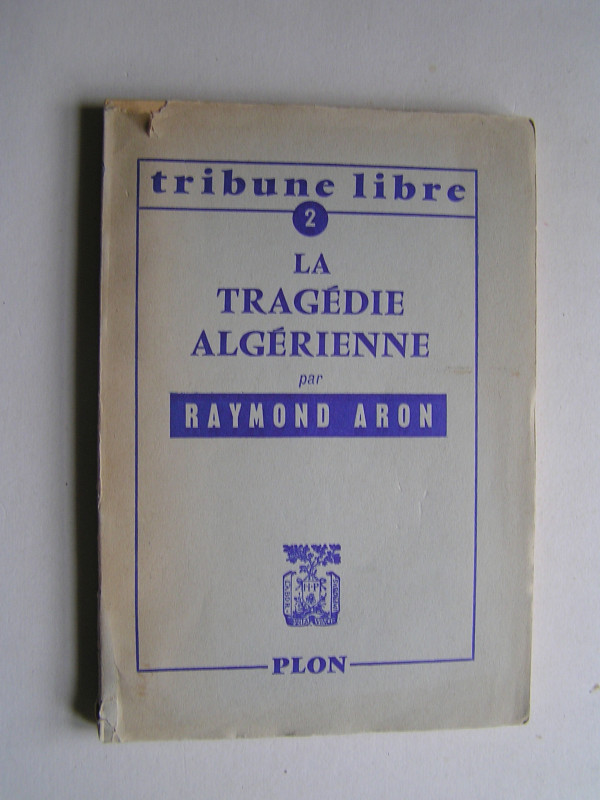 tribune libre
2
LA
TRAGÉDIE
ALGÉRIENNE
par
RAYMOND ARON
PLON